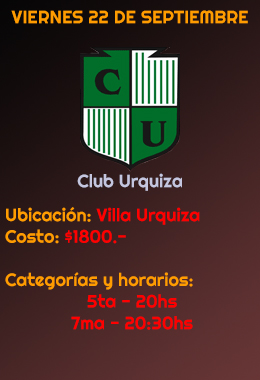 VIERNES 22 DE SEPTIEMBRE
C
U
Club Urquiza
Ubicación: Villa Urquiza
Costo: $1800.-
Categorías y horarios:
5ta - 20hs
7ma - 20:30hs